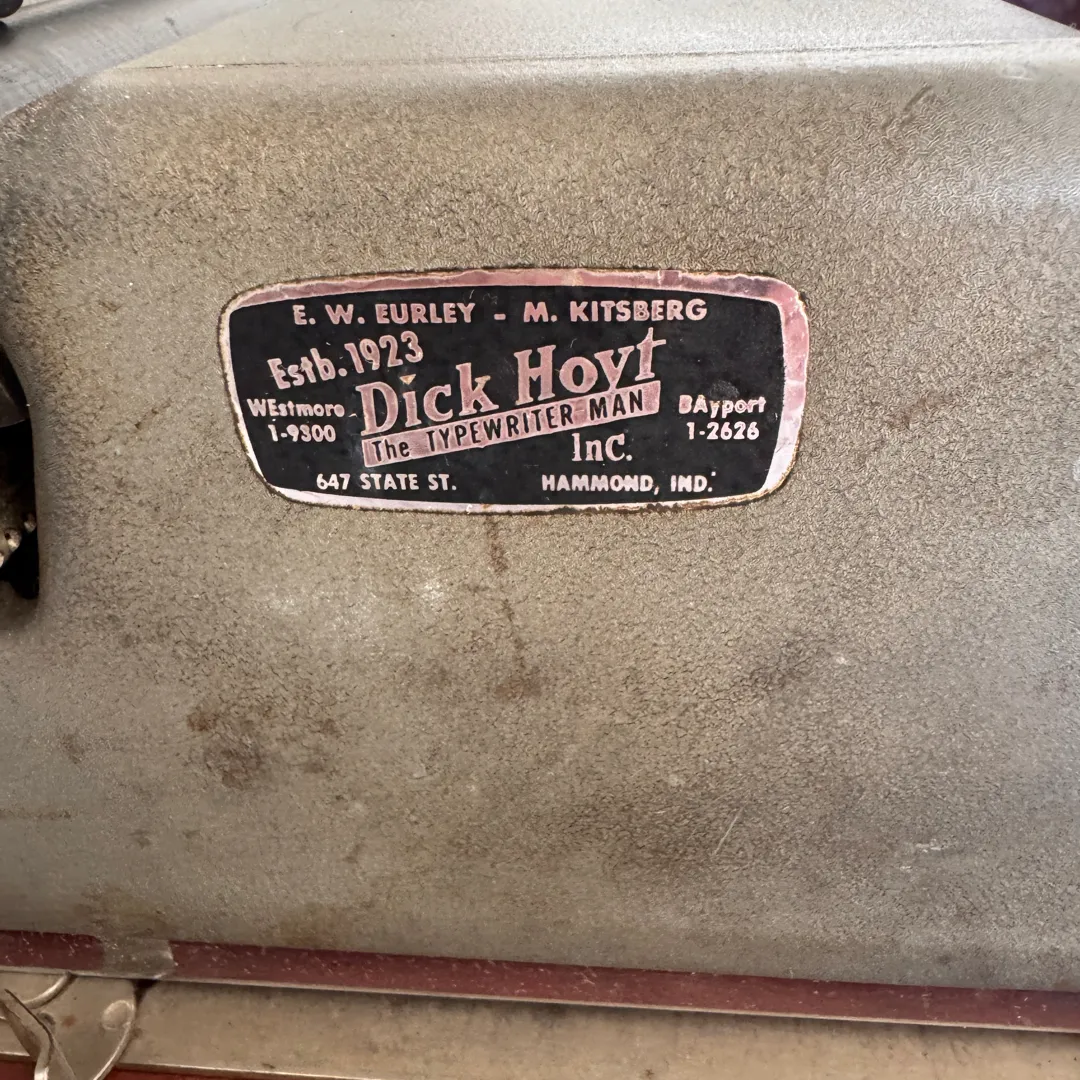 E. W. EURLEY - M. KITSBERG
Estb. 1923
Dick Hoyt
The TYPEWRITER MAN
Inc.
WEstmore
1-9300
BAyport
1-2626
647 STATE ST. HAMMOND, IND.